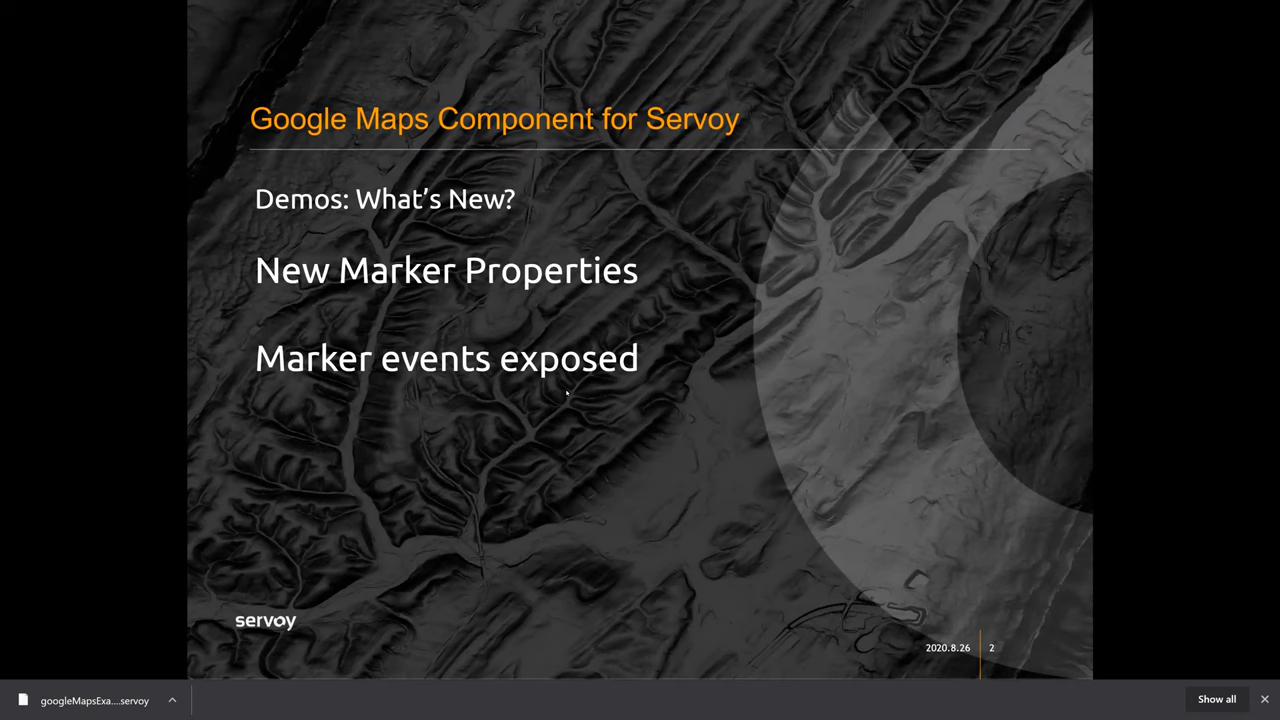 Google Maps Component for Servoy
Demos: What’s New?
New Marker Properties
Marker events exposed
servoy
2020.8.26 2
googleMapsExa....servoy
Show all